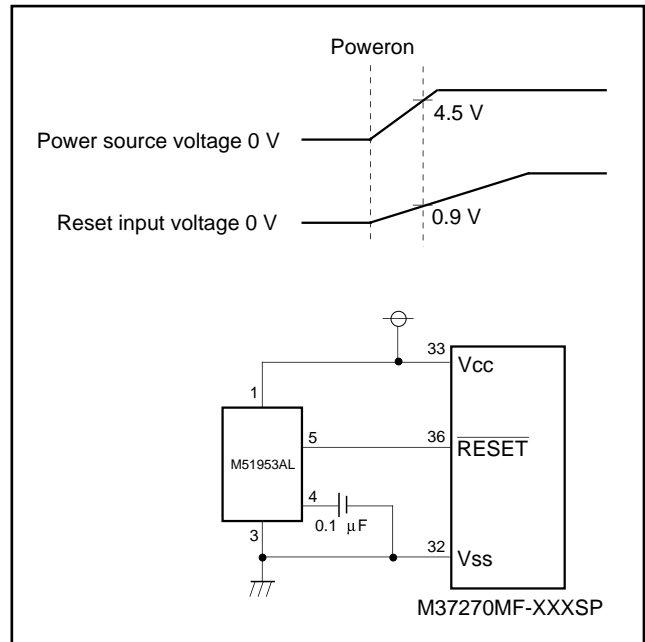 Poweron
4.5 V
Power source voltage 0 V
0.9 V
Reset input voltage 0 V
33
Vcc
1
5
36
RESET
M51953AL
4
0.1 μF
3
32
Vss
M37270MF-XXXSP